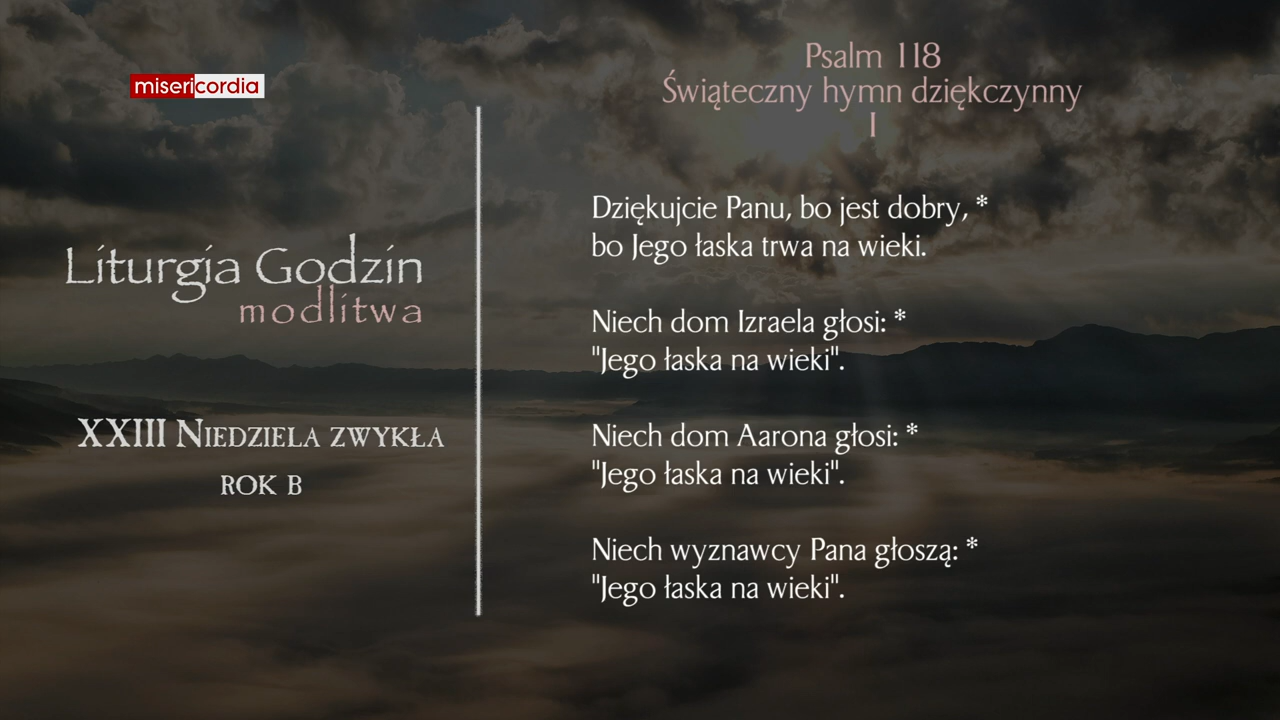 misericordia
Liturgia Godzin
modlitwa
XXIII Niedziela zwykła
rok B
Psalm 118
Świąteczny hymn dziękczynny
I
Dziękujcie Panu, bo jest dobry, *
bo Jego łaska trwa na wieki.
Niech dom Izraela głosi: *
"Jego łaska na wieki".
Niech dom Aarona głosi: *
"Jego łaska na wieki".
Niech wyznawcy Pana głoszą: *
"Jego łaska na wieki".